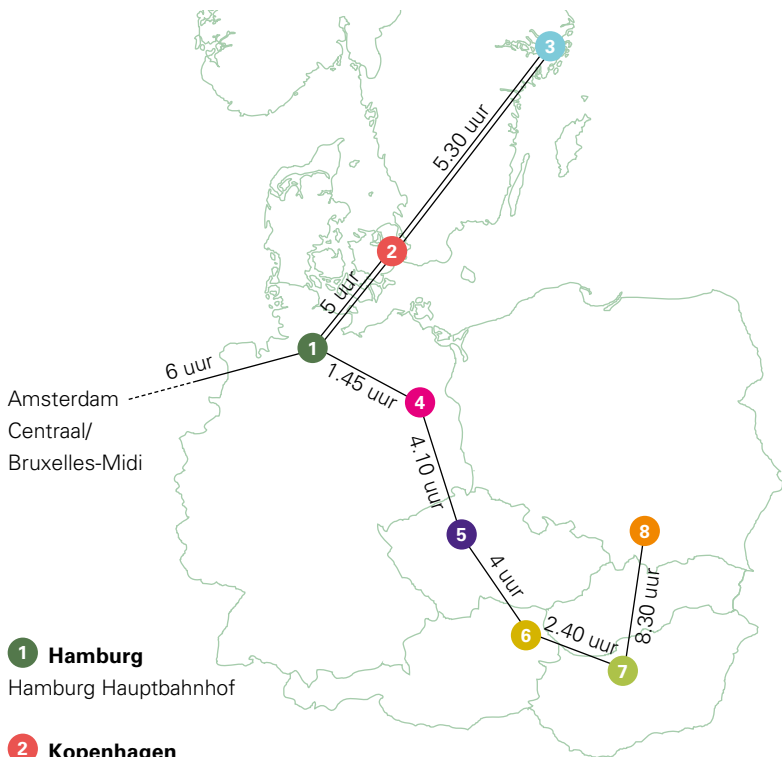 3
5.30 uur
2
5 uur
1
6 uur
1.45 uur
Amsterdam
Centraal/
Bruxelles-Midi
4
4.10 uur
5
8
4 uur
8.30 uur
6
2.40 uur
7
1 Hamburg
Hamburg Hauptbahnhof
2 Kopenhagen